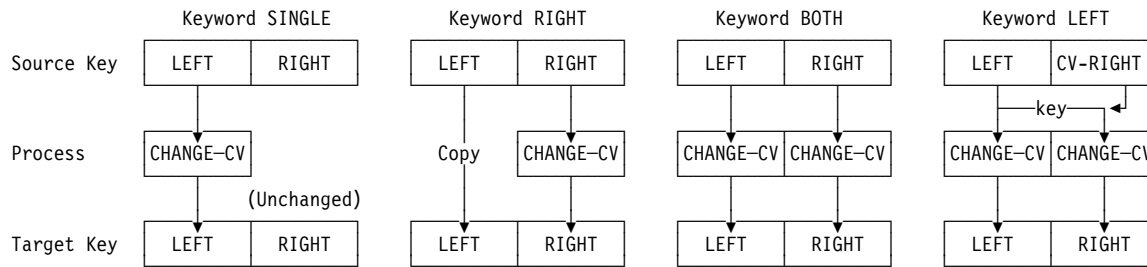 Keyword SINGLE Keyword RIGHT Keyword BOTH Keyword LEFT
Source Key LEFT RIGHT LEFT RIGHT LEFT RIGHT LEFT CV-RIGHT
key
Process CHANGE-CV Copy CHANGE-CV CHANGE-CV CHANGE-CV CHANGE-CV CHANGE-CV
(Unchanged)
Target Key LEFT RIGHT LEFT RIGHT LEFT RIGHT LEFT RIGHT